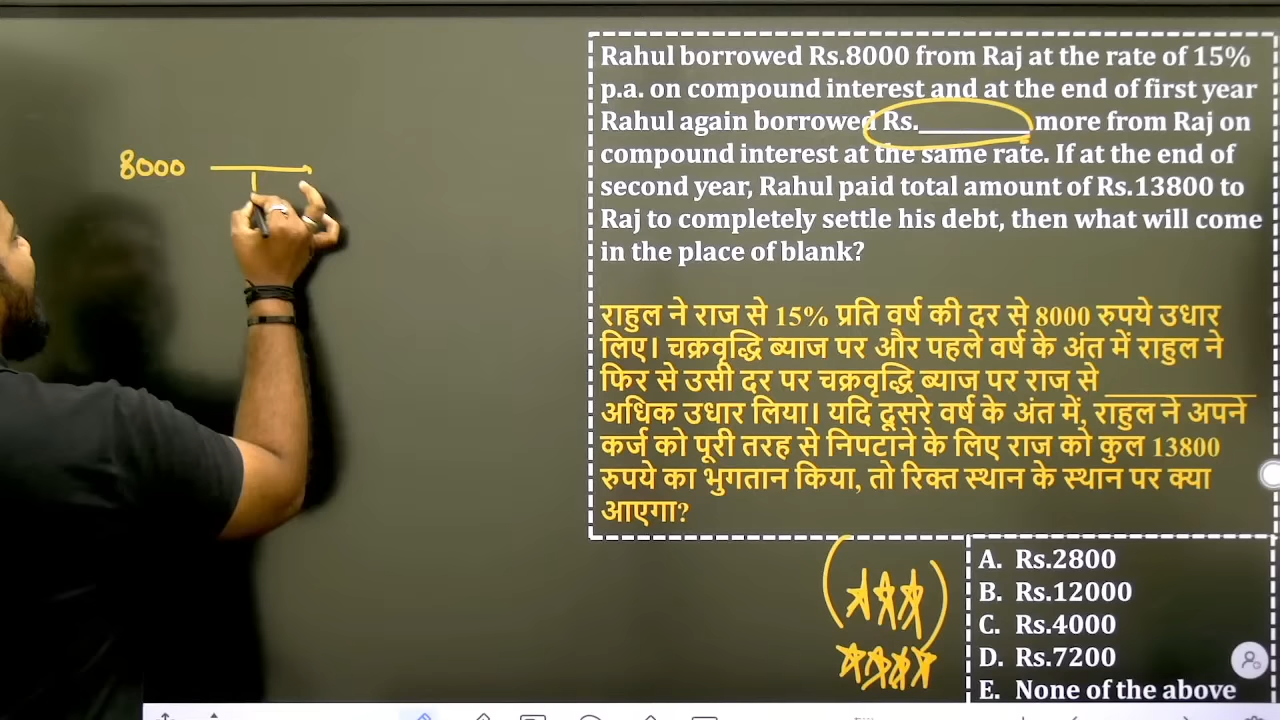 Rahul borrowed Rs.8000 from Raj at the rate of 15%
p.a. on compound interest and at the end of first year
Rahul again borrowed Rs.__________ more from Raj on
compound interest at the same rate. If at the end of
second year, Rahul paid total amount of Rs.13800 to
Raj to completely settle his debt, then what will come
in the place of blank?
8000
राहुल ने राज से 15% प्रति वर्ष की दर से 8000 रुपये उधार
लिए। चक्रवृद्धि ब्याज पर और पहले वर्ष के अंत में राहुल ने
फिर से उसी दर पर चक्रवृद्धि ब्याज पर राज से ____________
अधिक उधार लिया। यदि दूसरे वर्ष के अंत में, राहुल ने अपने
कर्ज को पूरी तरह से निपटाने के लिए राज को कुल 13800
रुपये का भुगतान किया, तो रिक्त स्थान के स्थान पर क्या
आएगा?
A. Rs.2800
B. Rs.12000
C. Rs.4000
D. Rs.7200
E. None of the above